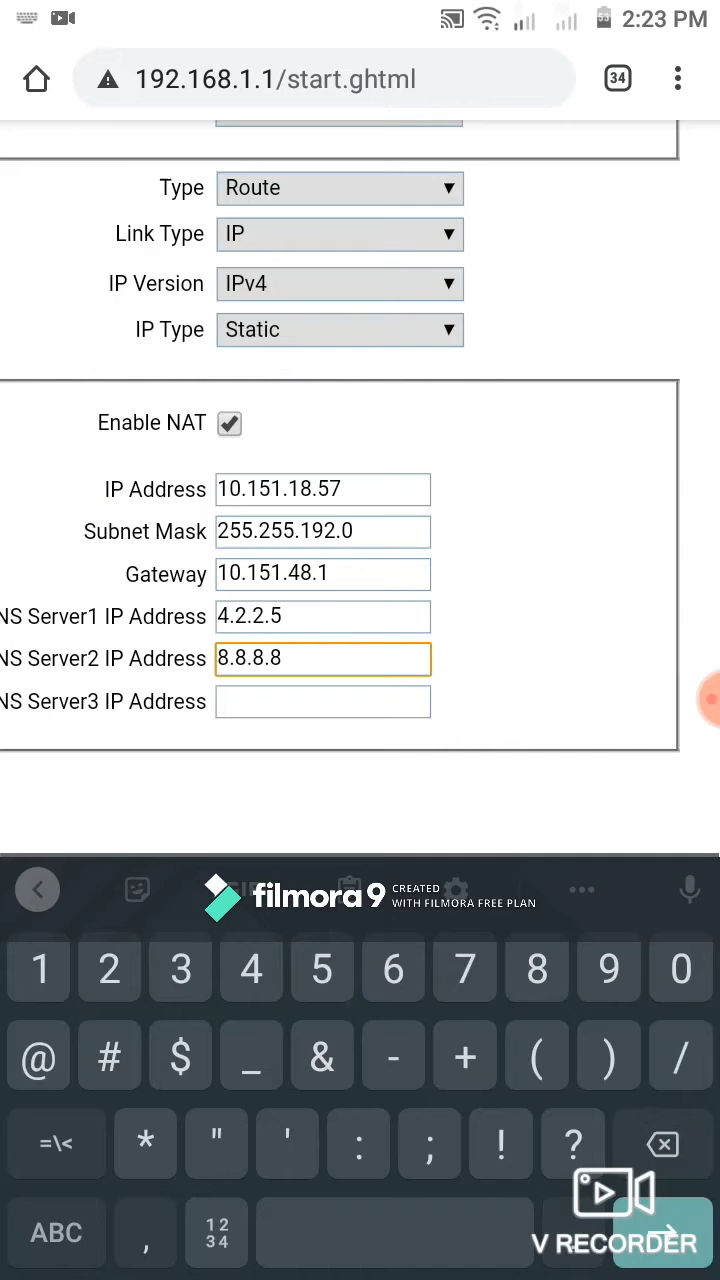 53 2:23 PM
192.168.1.1/start.ghtml 34
Type Route
Link Type IP
IP Version IPv4
IP Type Static
Enable NAT
IP Address 10.151.18.57
Subnet Mask 255.255.192.0
Gateway 10.151.48.1
NS Server1 IP Address 4.2.2.5
NS Server2 IP Address 8.8.8.8
NS Server3 IP Address
filmora9 CREATED
WITH FILMORA FREE PLAN
1 2 3 4 5 6 7 8 9 0
@ # $ _ & - + ( ) /
=\< * " ' : ; ! ?
ABC , 12
34
V RECORDER